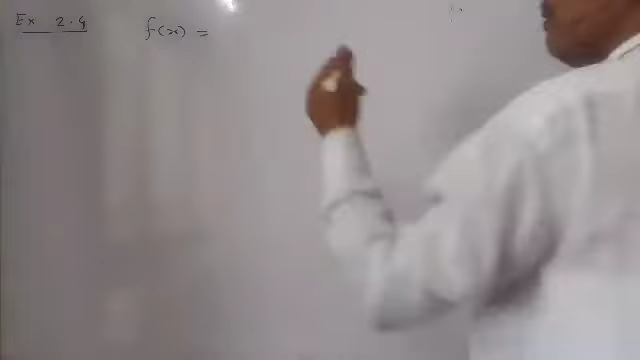 Ex 2.4 f(x) =